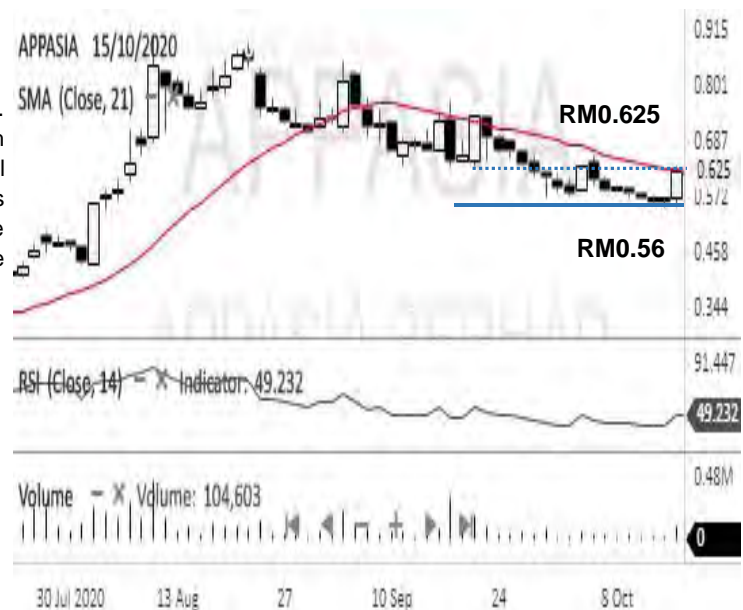 APPASIA 15/10/2020
SMA (Close, 21) − X
RM0.625
RM0.56
0.915
0.801
0.687
0.625
0.572
0.458
0.344
RSI (Close, 14) − X Indicator: 49.232
91.447
49.232
Volume − X Volume: 104,603
0.48M
0
30 Jul 2020 13 Aug 27 10 Sep 24 8 Oct